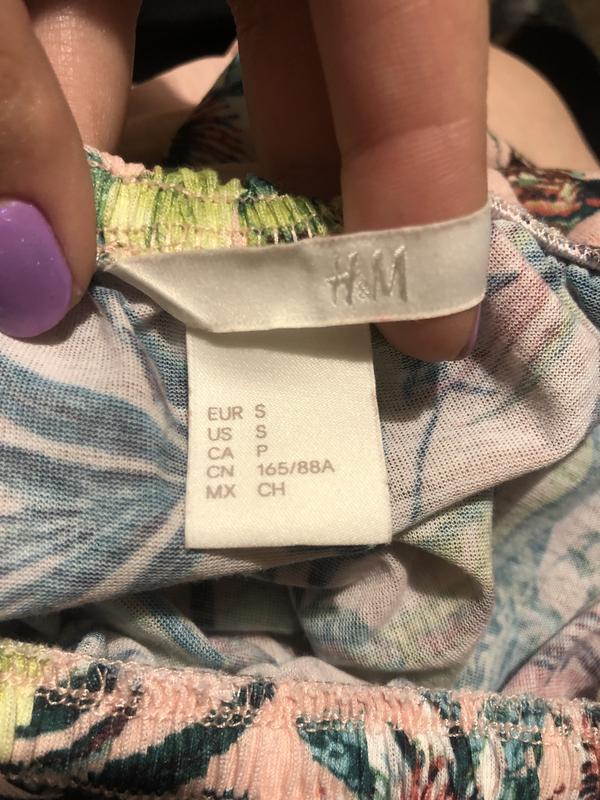 H&M
EUR S
US S
CA P
CN 165/88A
MX CH